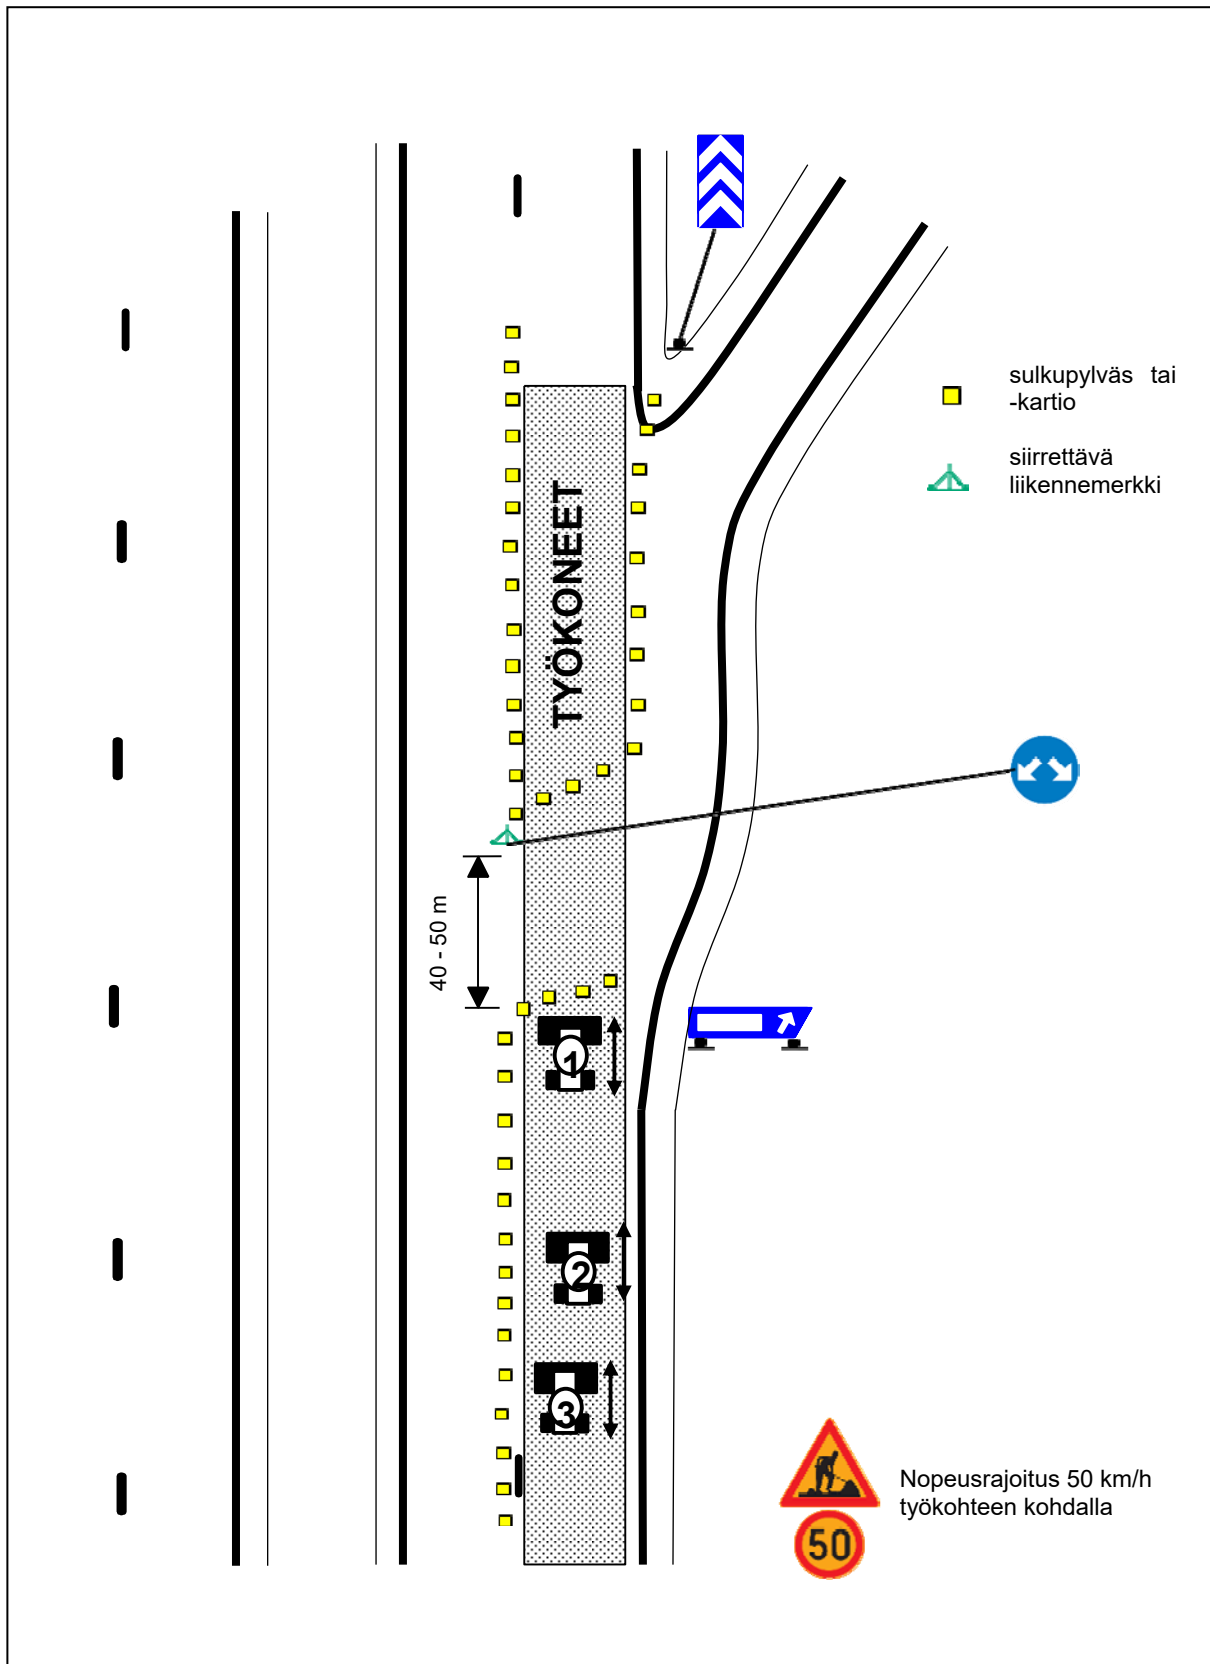 sulkupylväs tai
-kartio
siirrettävä
liikennemerkki
TYÖKONEET
40 - 50 m
1
2
3
Nopeusrajoitus 50 km/h
työkohteen kohdalla
50